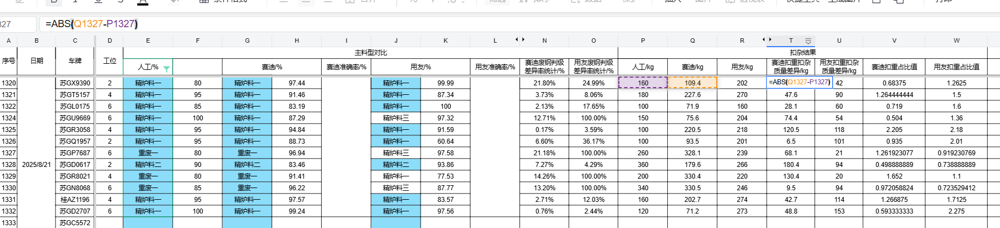 327 =ABS(Q1327-P1327)
A B C D E F G H I J K L N O P Q R T U V W
主料型对比 扣杂结果
序号 日期 车牌 工位 人工/% 赛迪/% 赛迪准确率/% 用友/% 用友准确率/% 赛迪废钢判级差异率统计/% 用友废钢判级差异率统计/% 人工/kg 赛迪/kg 用友/kg 赛迪扣重扣杂质量差异/kg 用友扣重扣杂质量差异/kg 赛迪扣重占比值 用友扣重占比值
1320 苏GX9390 2 精炉料一 80 精炉料一 97.44 精炉料一 99.99 21.80% 24.99% 160 109.4 202 =ABS(Q1327-P1327) 42 0.68375 1.2625
1321 苏GT5157 4 精炉料一 95 精炉料一 91.46 精炉料一 87.34 3.73% 8.06% 180 227.6 270 47.6 90 1.264444444 1.5
1322 苏GL0175 6 精炉料一 85 精炉料一 83.19 精炉料一 100 2.13% 17.65% 100 71.9 160 28.1 60 0.719 1.6
1324 苏GU9669 6 精炉料一 100 精炉料一 87.29 精炉料三 97.32 12.71% 100.00% 150 75.6 204 74.4 54 0.504 1.36
1325 苏GR3058 4 精炉料一 95 精炉料一 94.84 精炉料一 91.59 0.17% 3.59% 100 220.5 218 120.5 118 2.205 2.18
1326 苏GQ1957 2 精炉料一 95 精炉料一 88.73 精炉料一 60.64 6.60% 36.17% 100 93.5 201 6.5 101 0.935 2.01
1327 苏GP7687 6 重废一 80 重废一 96.94 精炉料三 97.58 21.18% 100.00% 260 328.1 239 68.1 21 1.261923077 0.919230769
1328 2025/8/21 苏GD0617 2 精炉料二 90 精炉料二 83.46 精炉料二 93.86 7.27% 4.29% 360 179.6 266 180.4 94 0.498888889 0.738888889
1329 苏GR8021 4 重废一 80 重废一 91.41 精炉料一 77.53 14.26% 100.00% 200 330.4 220 130.4 20 1.652 1.1
1330 苏GN8068 6 重废一 85 重废一 96.22 精炉料三 87.77 13.20% 100.00% 340 330.5 246 9.5 94 0.972058824 0.723529412
1331 桂AZ1196 4 精炉料一 95 精炉料一 97.57 精炉料一 83.57 2.71% 12.03% 160 202.7 274 42.7 114 1.266875 1.7125
1332 苏GD2707 6 精炉料一 100 精炉料一 99.24 精炉料一 97.56 0.76% 2.44% 120 71.2 273 48.8 153 0.593333333 2.275
1333 苏GC5572